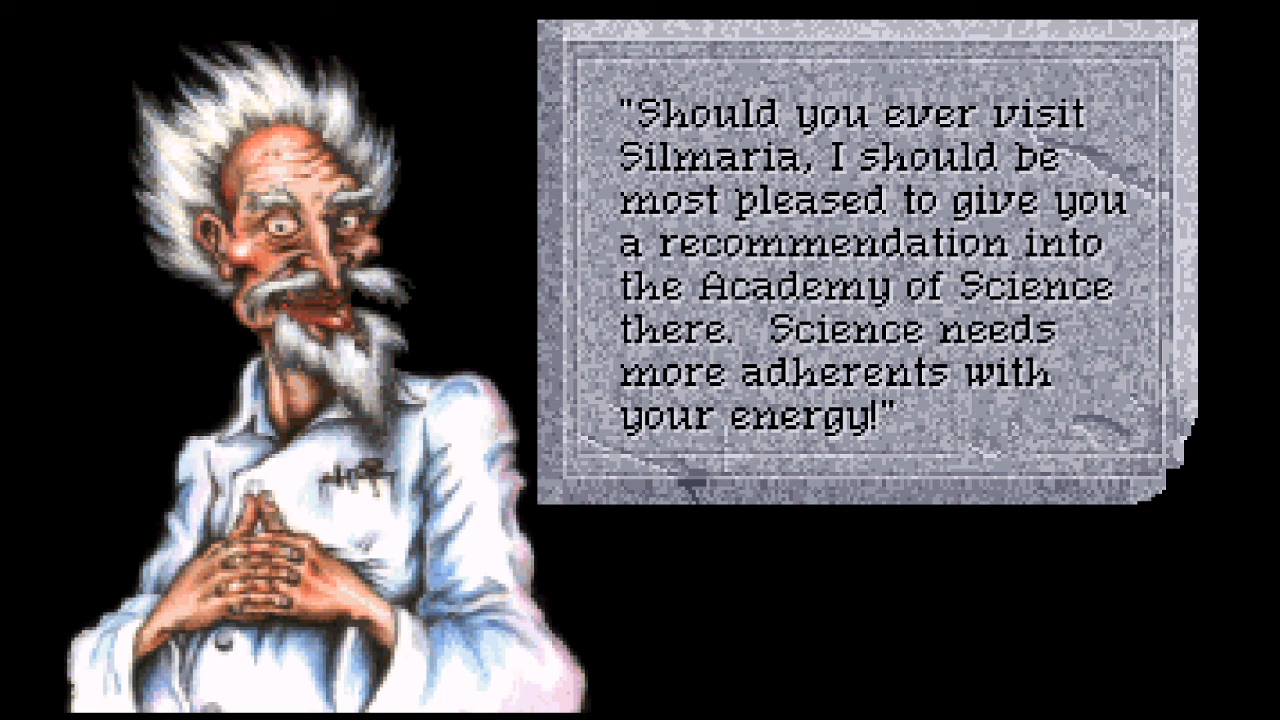 "Should you ever visit
Silmaria, I should be
most pleased to give you
a recommendation into
the Academy of Science
there.  Science needs
more adherents with
your energy!"